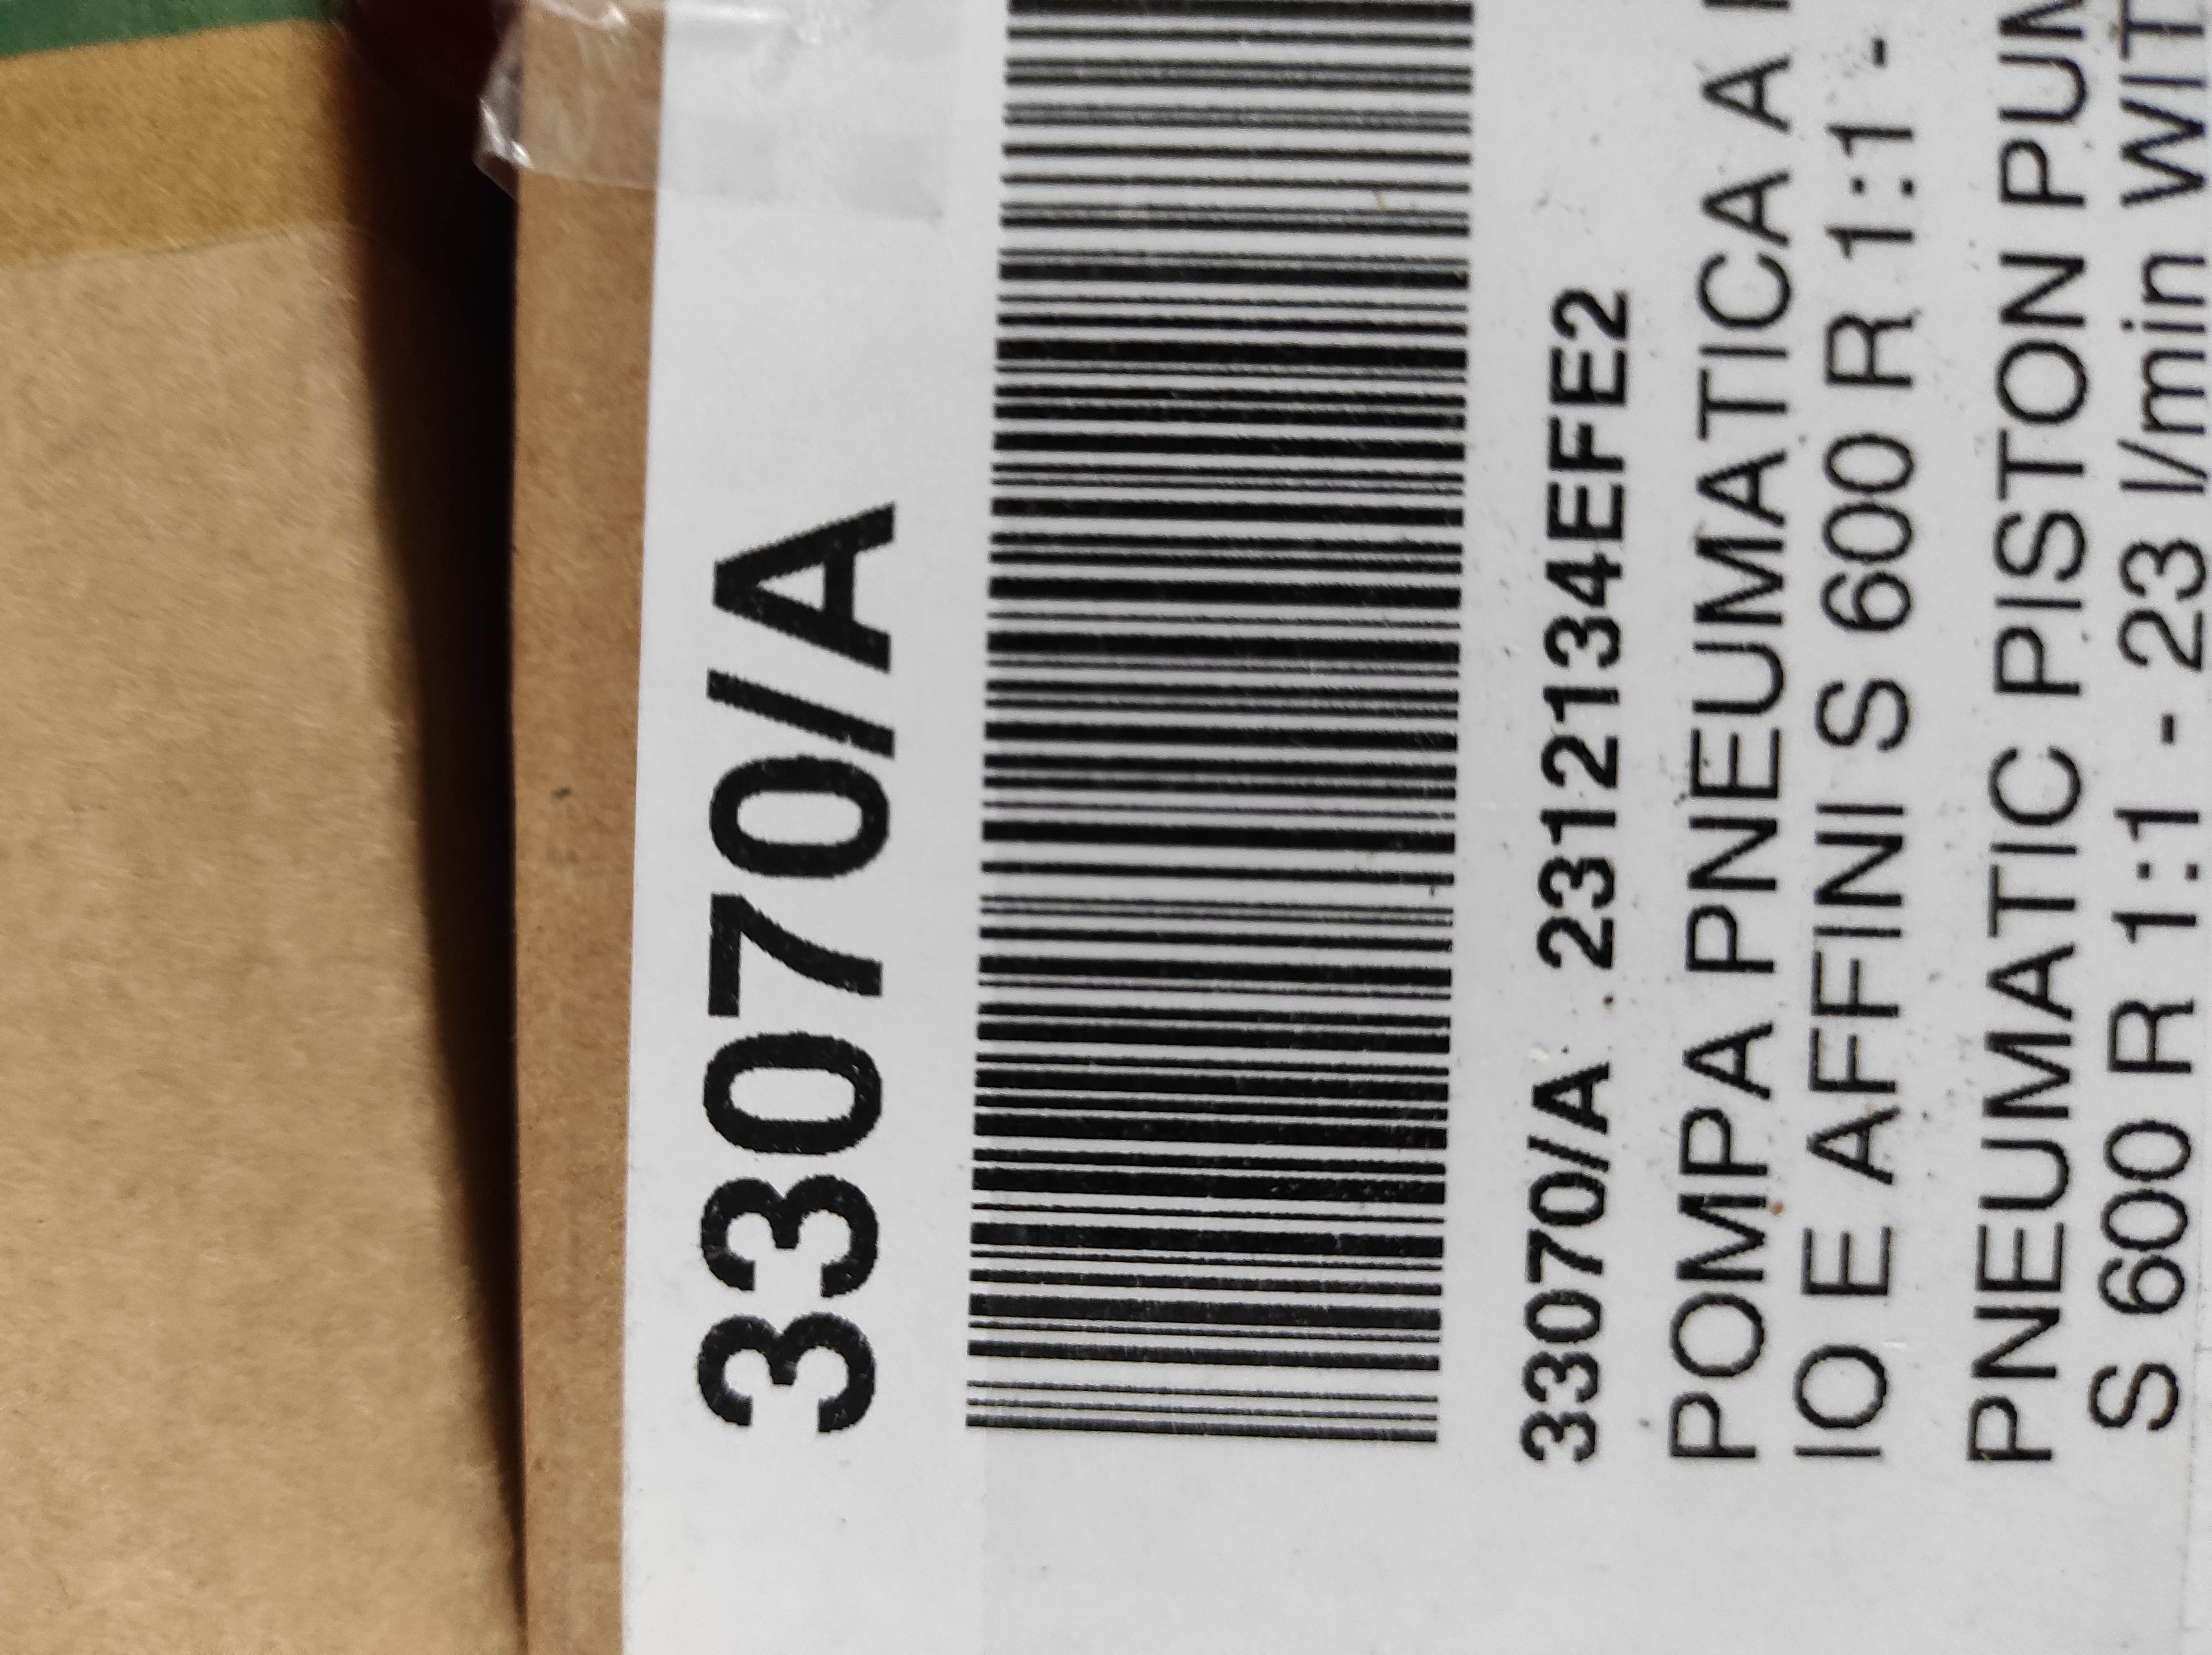 33070/A
33070/A 2312134EFE2
POMPA PNEUMATICA A
IO E AFFINI S 600 R 1:1 -
PNEUMATIC PISTON
S 600 R 1:1 - 23 l/min